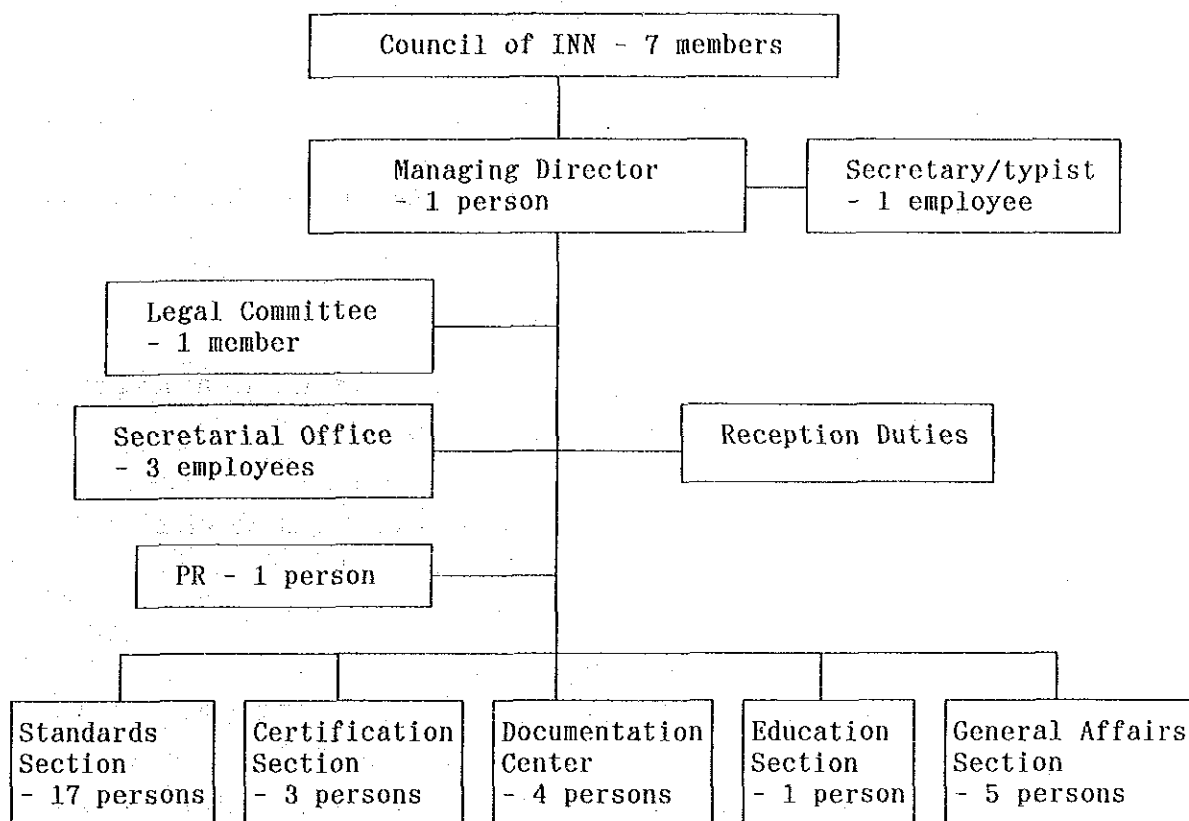 Council of INN - 7 members
Managing Director
- 1 person
Secretary/typist
- 1 employee
Legal Committee
- 1 member
Secretarial Office
- 3 employees
Reception Duties
PR - 1 person
Standards
Section
- 17 persons
Certification
Section
- 3 persons
Documentation
Center
- 4 persons
Education
Section
- 1 person
General Affairs
Section
- 5 persons